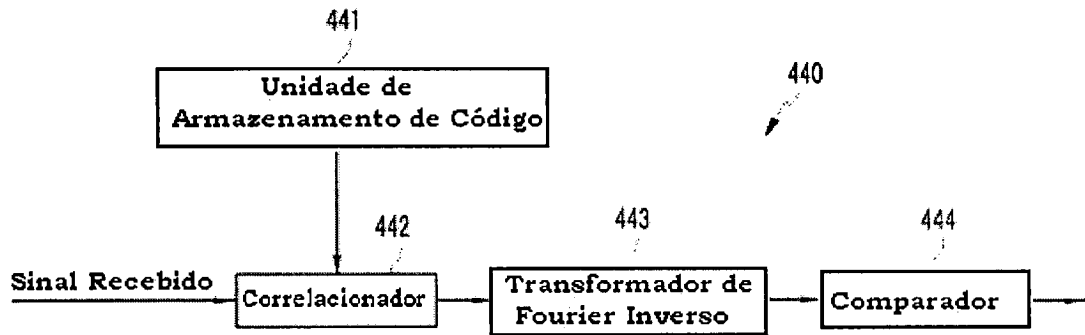 441
Unidade de
Armazenamento de Código
440
442
443
444
Sinal Recebido
Correlacionador
Transformador de
Fourier Inverso
Comparador